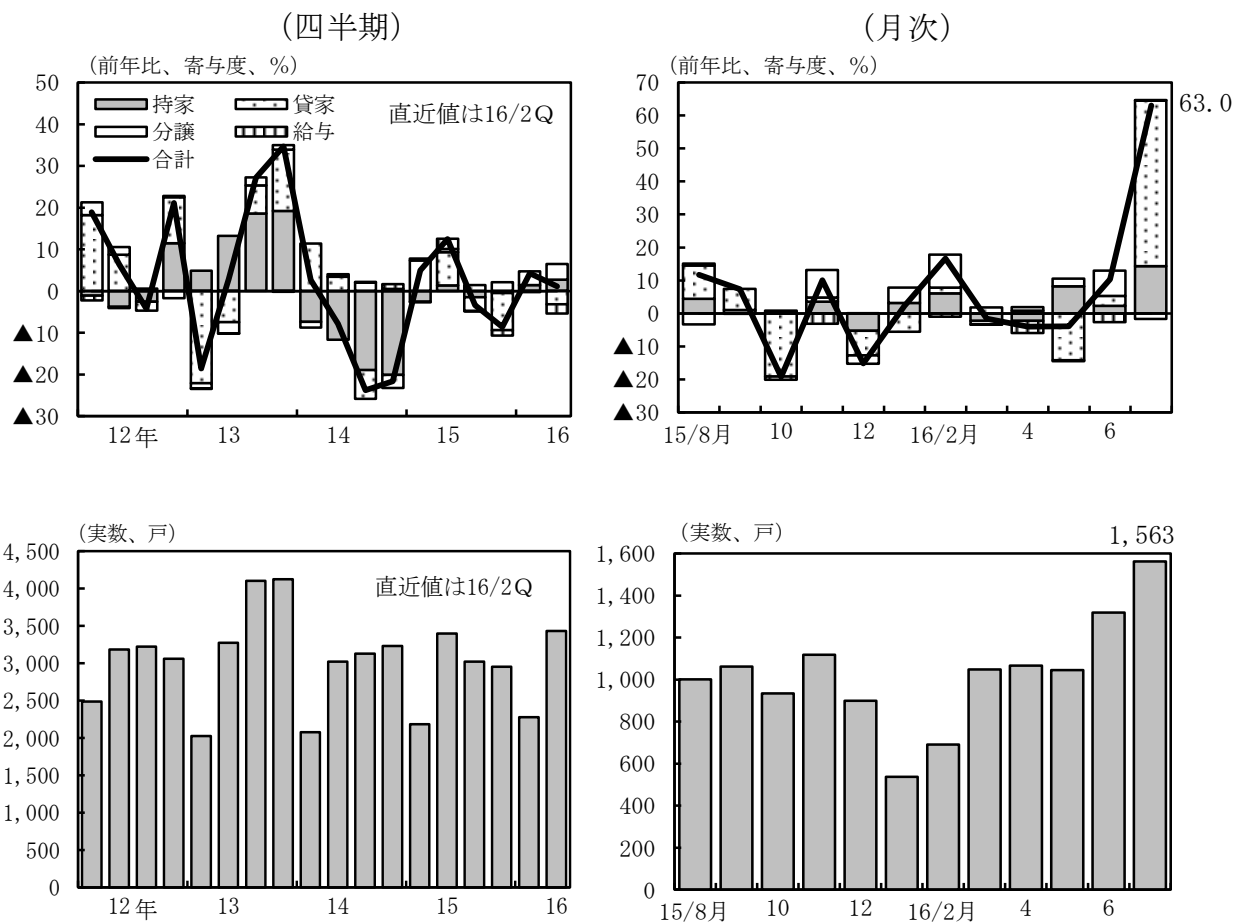 (四半期)
(前年比、寄与度、%)
50
40
30
20
10
0
▲10
▲20
▲30
持家
貸家
分譲
給与
合計
直近値は16/2Q
12年 13 14 15 16
(月次)
(前年比、寄与度、%)
70
60
50
40
30
20
10
0
▲10
▲20
▲30
63.0
15/8月 10 12 16/2月 4 6
(実数、戸)
4,500
4,000
3,500
3,000
2,500
2,000
1,500
1,000
500
0
直近値は16/2Q
12年 13 14 15 16
(実数、戸)
1,563
1,600
1,400
1,200
1,000
800
600
400
200
0
15/8月 10 12 16/2月 4 6